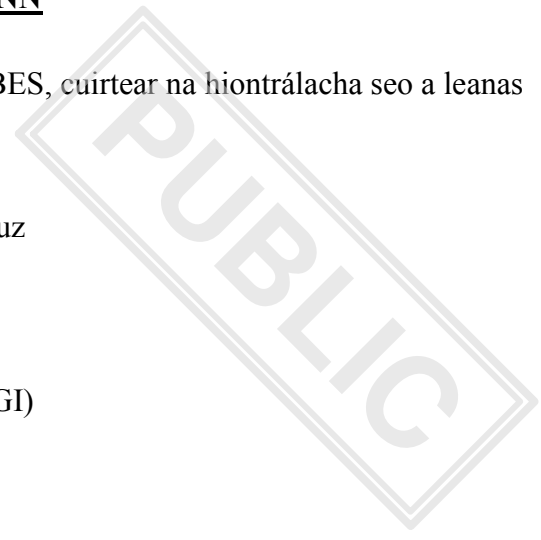 NN
BES, cuirtear na hiontrálacha seo a leanas
uz
GI)
PUBLIC